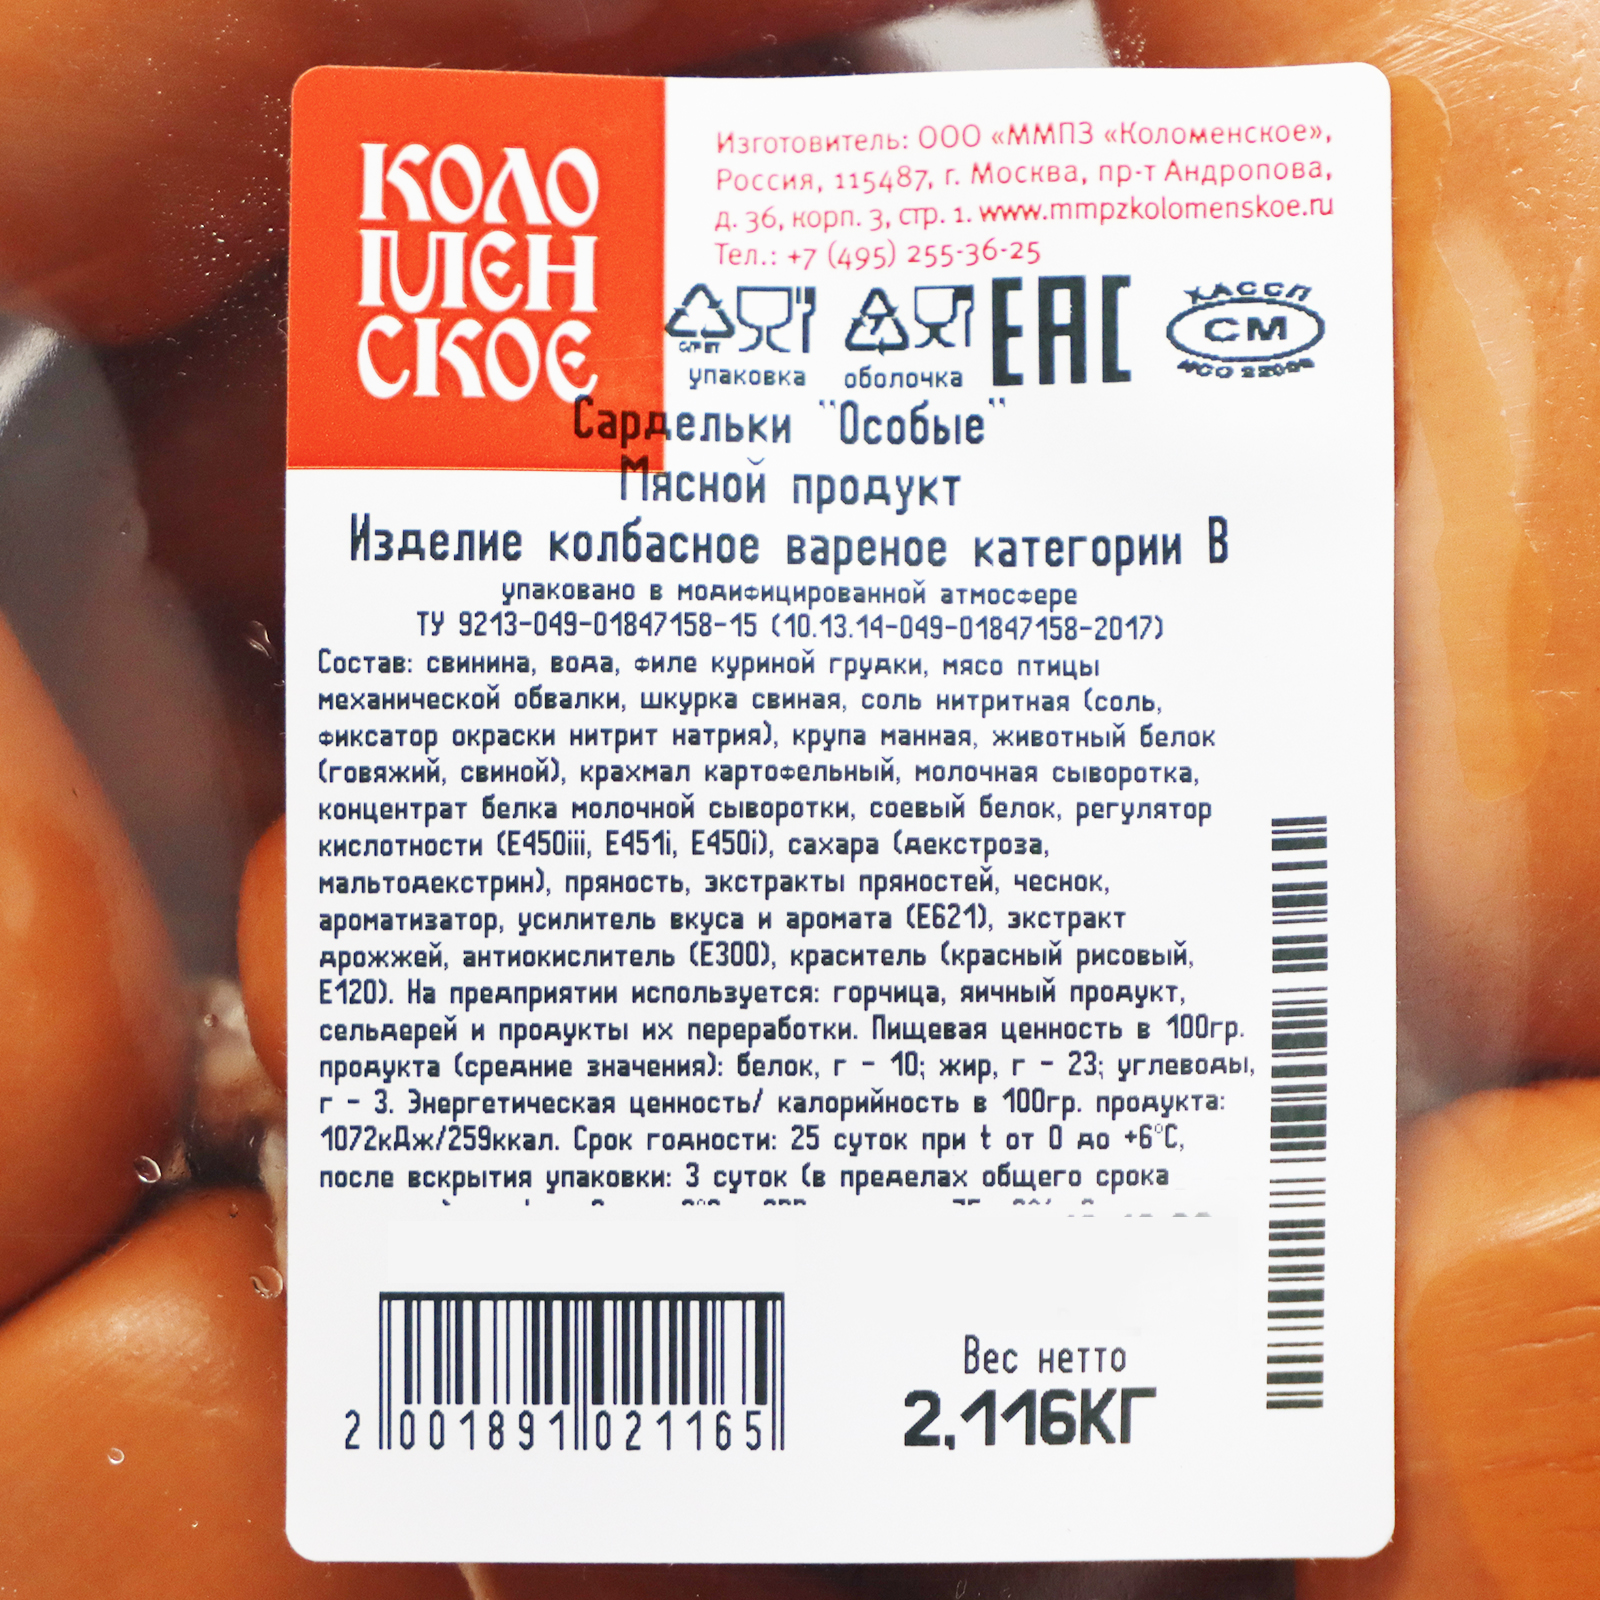 КОЛО
МЕН
СКОЕ
Изготовитель: ООО «ММПЗ «Коломенское»,
Россия, 115487, г. Москва, пр-т Андропова,
д. 36, корп. 3, стр. 1. www.mmpzkolomenskoe.ru
Тел.: +7 (495) 255-36-25
упаковка оболочка
7
ЕАС
ХАССП
СМ
ИСО 22000
Сардельки "Особые"
Мясной продукт
Изделие колбасное вареное категории В
упаковано в модифицированной атмосфере
ТУ 9213-049-01847158-15 (10.13.14-049-01847158-2017)
Состав: свинина, вода, филе куриной грудки, мясо птицы
механической обвалки, шкурка свиная, соль нитритная (соль,
фиксатор окраски нитрит натрия), крупа манная, животный белок
(говяжий, свиной), крахмал картофельный, молочная сыворотка,
концентрат белка молочной сыворотки, соевый белок, регулятор
кислотности (Е450iii, Е451i, Е450i), сахара (декстроза,
мальтодекстрин), пряность, экстракты пряностей, чеснок,
ароматизатор, усилитель вкуса и аромата (Е621), экстракт
дрожжей, антиокислитель (Е300), краситель (красный рисовый,
Е120). На предприятии используется: горчица, яичный продукт,
сельдерей и продукты их переработки. Пищевая ценность в 100гр.
продукта (средние значения): белок, г - 10; жир, г - 23; углеводы,
г - 3. Энергетическая ценность/ калорийность в 100гр. продукта:
1072кДж/259ккал. Срок годности: 25 суток при t от 0 до +6°С,
после вскрытия упаковки: 3 суток (в пределах общего срока
Вес нетто
2,116КГ
2 001891 021165